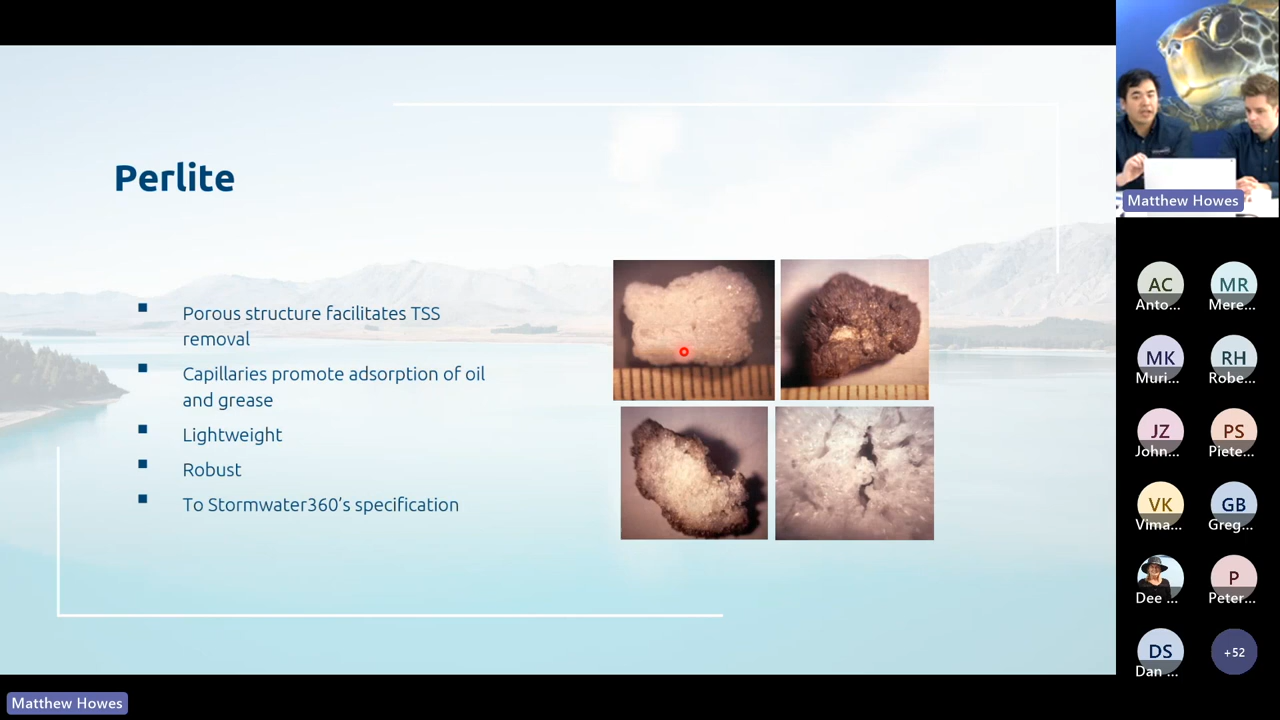 Perlite
Porous structure facilitates TSS
removal
Capillaries promote adsorption of oil
and grease
Lightweight
Robust
To Stormwater360’s specification
Matthew Howes
AC
MR
Anto...
Mere...
MK
RH
Muri...
Robe...
JZ
PS
John...
Piete...
VK
GB
Vima...
Greg...
P
Dee ...
Peter...
DS
+52
Dan ...
Matthew Howes